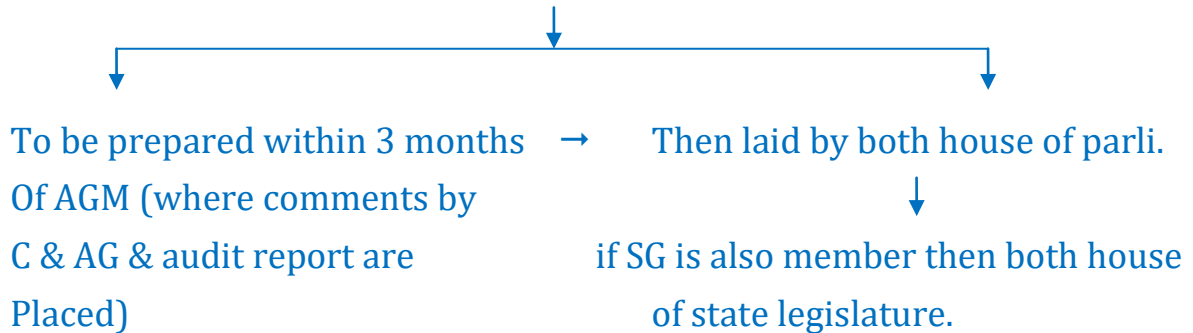 To be prepared within 3 months → Then laid by both house of parli.
Of AGM (where comments by
C & AG & audit report are if SG is also member then both house
Placed) of state legislature.